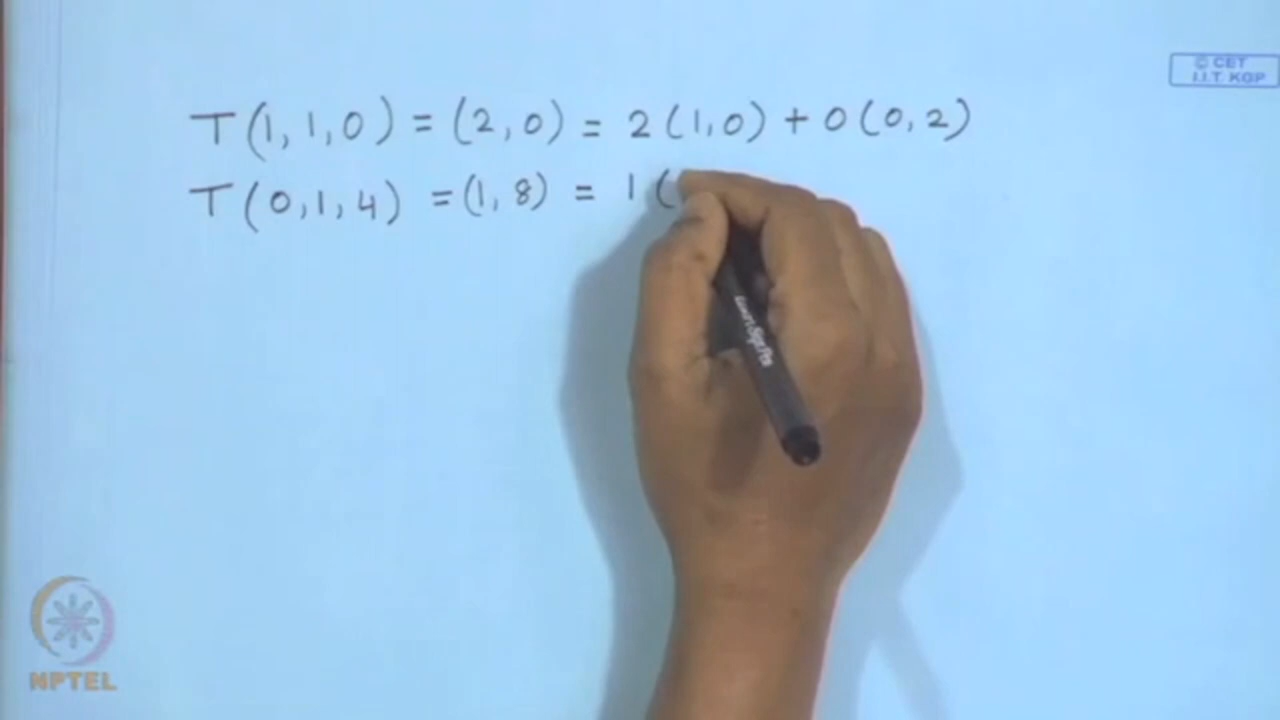 © CET
I.I.T. KGP
T(1,1,0) = (2,0) = 2(1,0) + 0(0,2)
T(0,1,4) = (1,8) = 1(
NPTEL